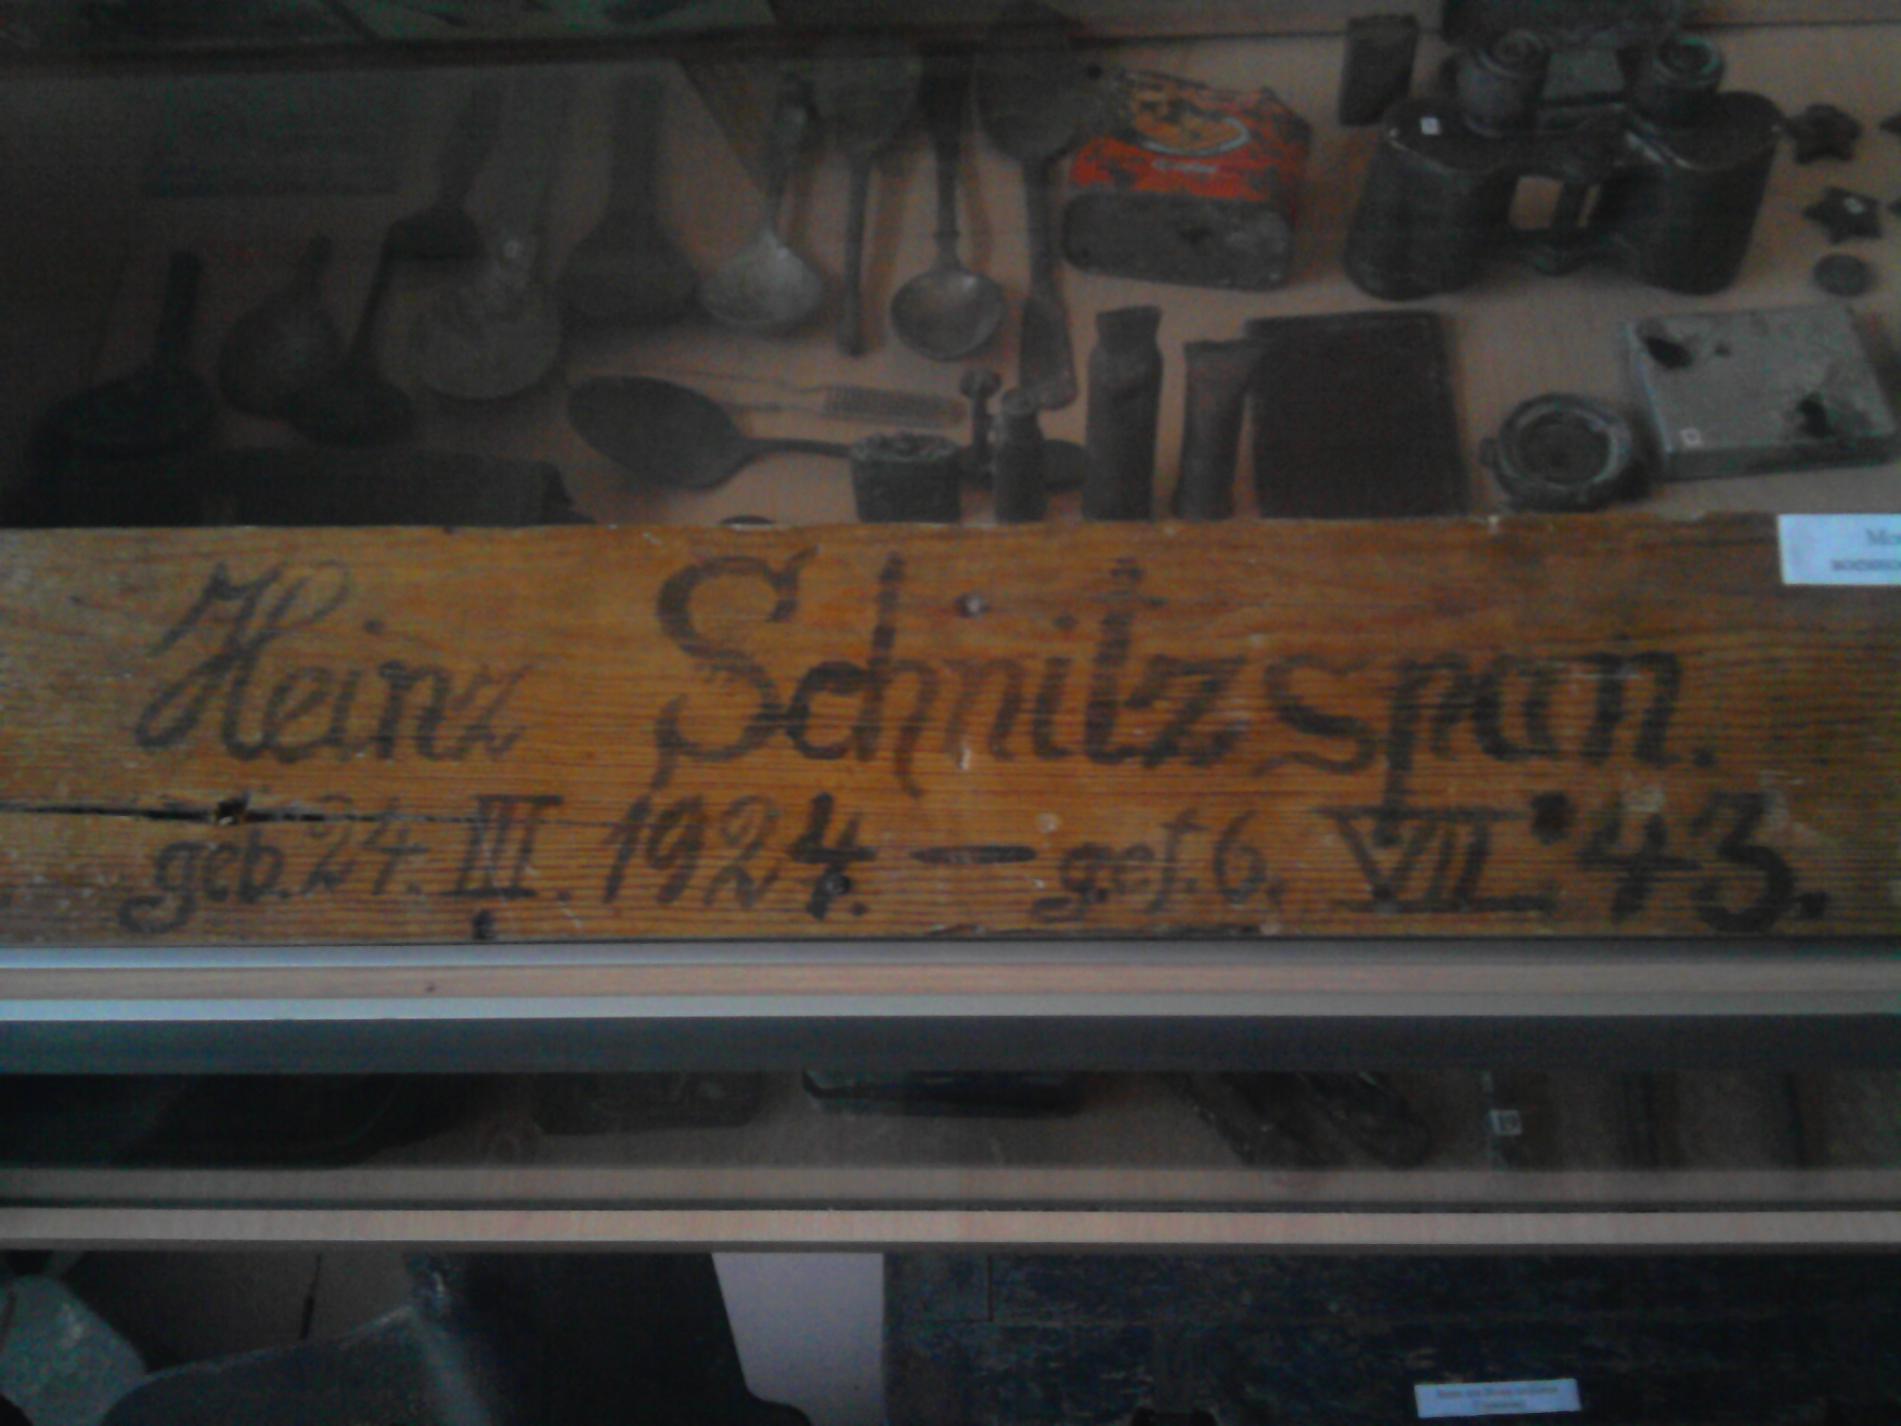 Heinz Schnitzspan.
geb. 24. III. 1924. — gef. 6. VII. 43.